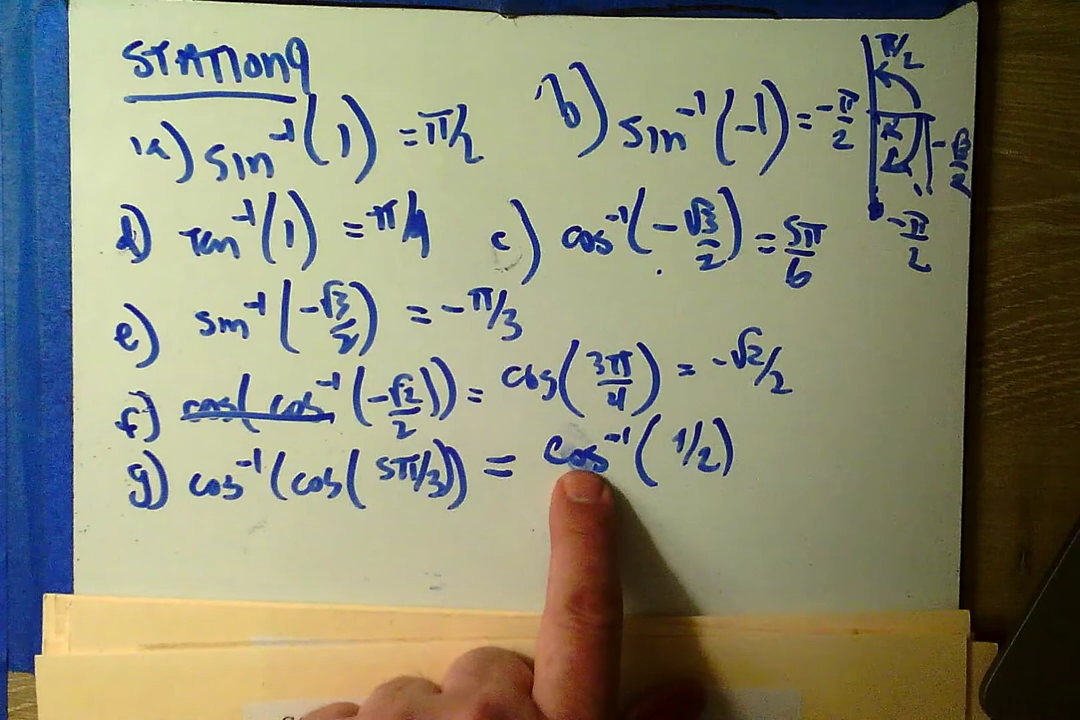 STATION 9
a) sin⁻¹(1) = π/2
b) sin⁻¹(-1) = -π/2
π/2
-√3/2
-π/2
d) tan⁻¹(1) = π/4
c) cos⁻¹(-√3/2) = 5π/6
e) sin⁻¹(-√3/2) = -π/3
f) cos(cos⁻¹(-√2/2)) = cos(3π/4) = -√2/2
g) cos⁻¹(cos(5π/3)) = cos⁻¹(1/2)